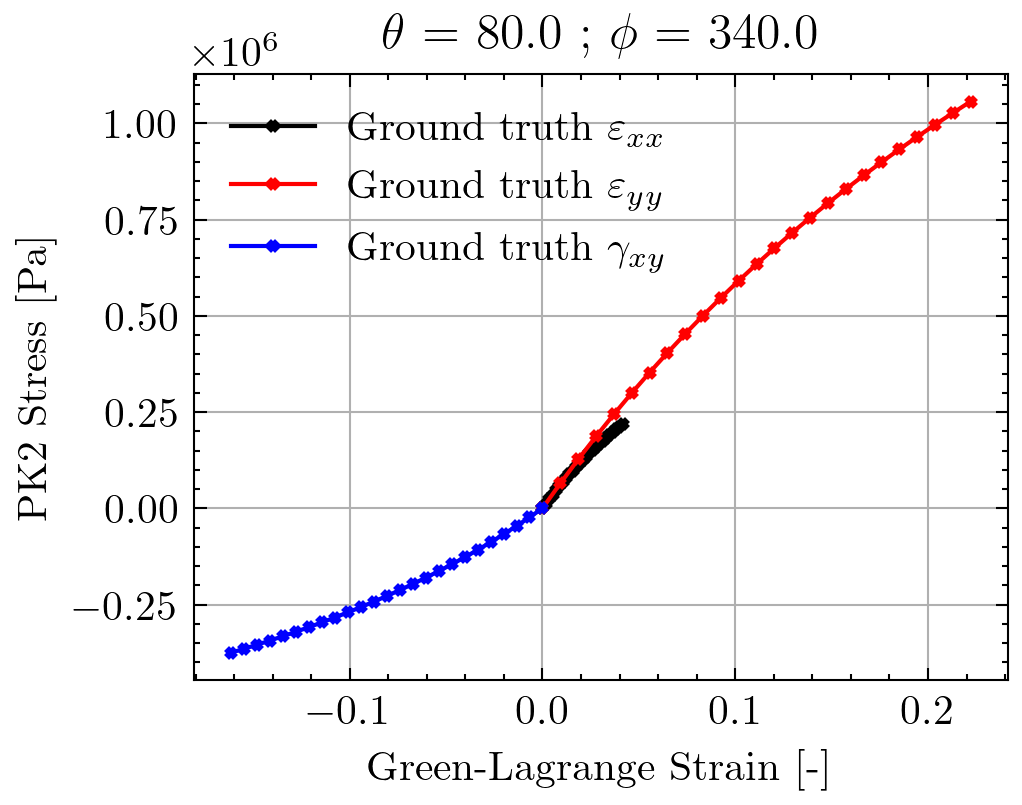 θ = 80.0 ; ϕ = 340.0
×10⁶
Ground truth εₓₓ
Ground truth ε_yy
Ground truth γ_xy
1.00
0.75
0.50
0.25
0.00
−0.25
PK2 Stress [Pa]
−0.1
0.0
0.1
0.2
Green-Lagrange Strain [-]